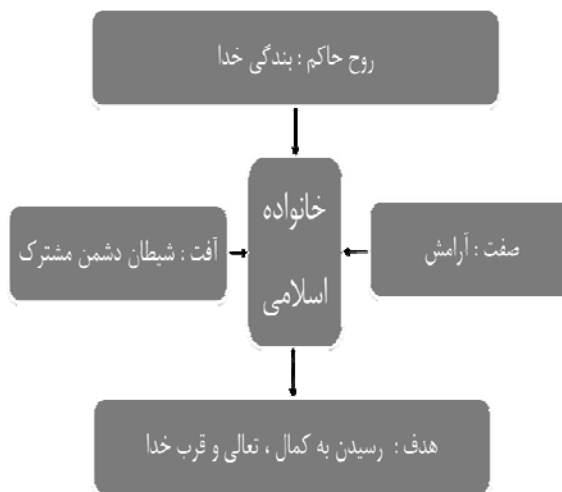 روح حاکم : بندگی خدا
خانواده
اسلامی
صفت : آرامش
آفت : شیطان دشمن مشترک
هدف : رسیدن به کمال ، تعالی و قرب خدا